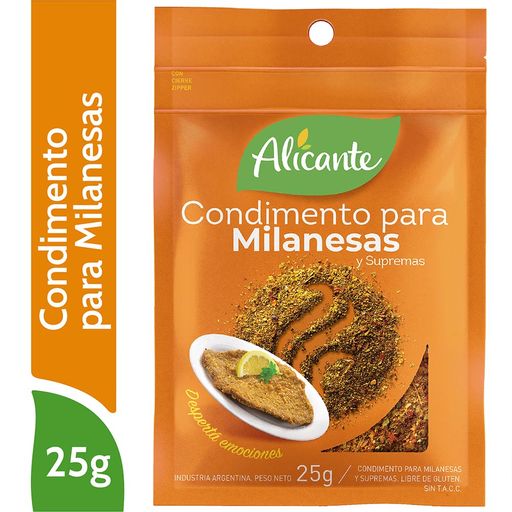 Condimento
para Milanesas
25g
CON
CIERRE
ZIPPER
Alicante
Condimento para
Milanesas
y Supremas
Despertá emociones
INDUSTRIA ARGENTINA. PESO NETO 25g / CONDIMENTO PARA MILANESAS
Y SUPREMAS. LIBRE DE GLUTEN.
SIN T.A.C.C.